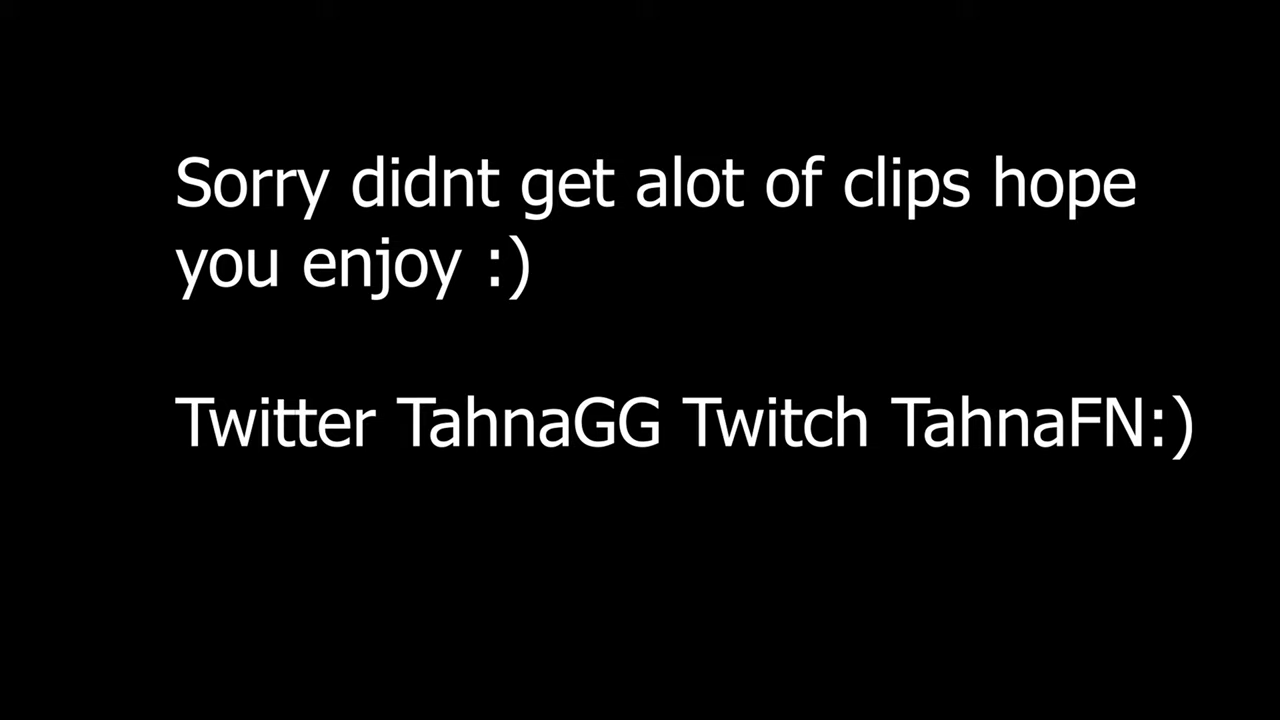 Sorry didnt get alot of clips hope
you enjoy :)
Twitter TahnaGG Twitch TahnaFN:)